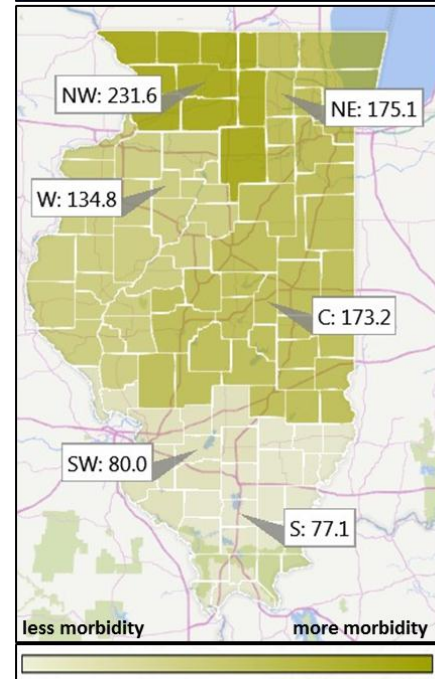 NW: 231.6
NE: 175.1
W: 134.8
C: 173.2
SW: 80.0
S: 77.1
less morbidity more morbidity